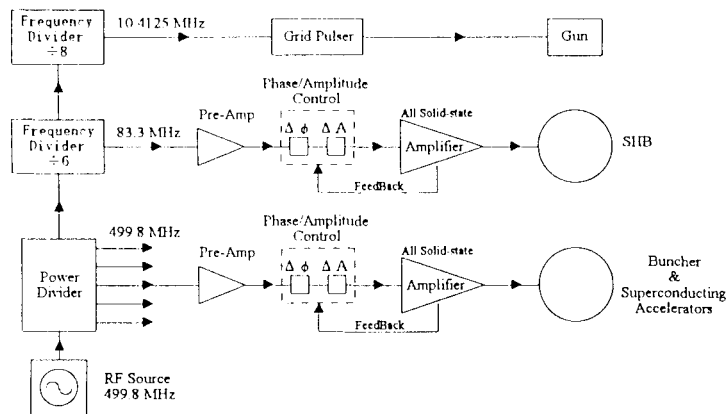 Frequency
Divider
÷8
10.4125 MHz
Grid Pulser
Gun
Phase/Amplitude
Control
Frequency
Divider
÷6
83.3 MHz
Pre-Amp
Δ ϕ
Δ A
All Solid-state
Amplifier
FeedBack
SHB
499.8 MHz
Power
Divider
Pre-Amp
Phase/Amplitude
Control
Δ ϕ
Δ A
All Solid-state
Amplifier
FeedBack
Buncher
&
Superconducting
Accelerators
RF Source
499.8 MHz